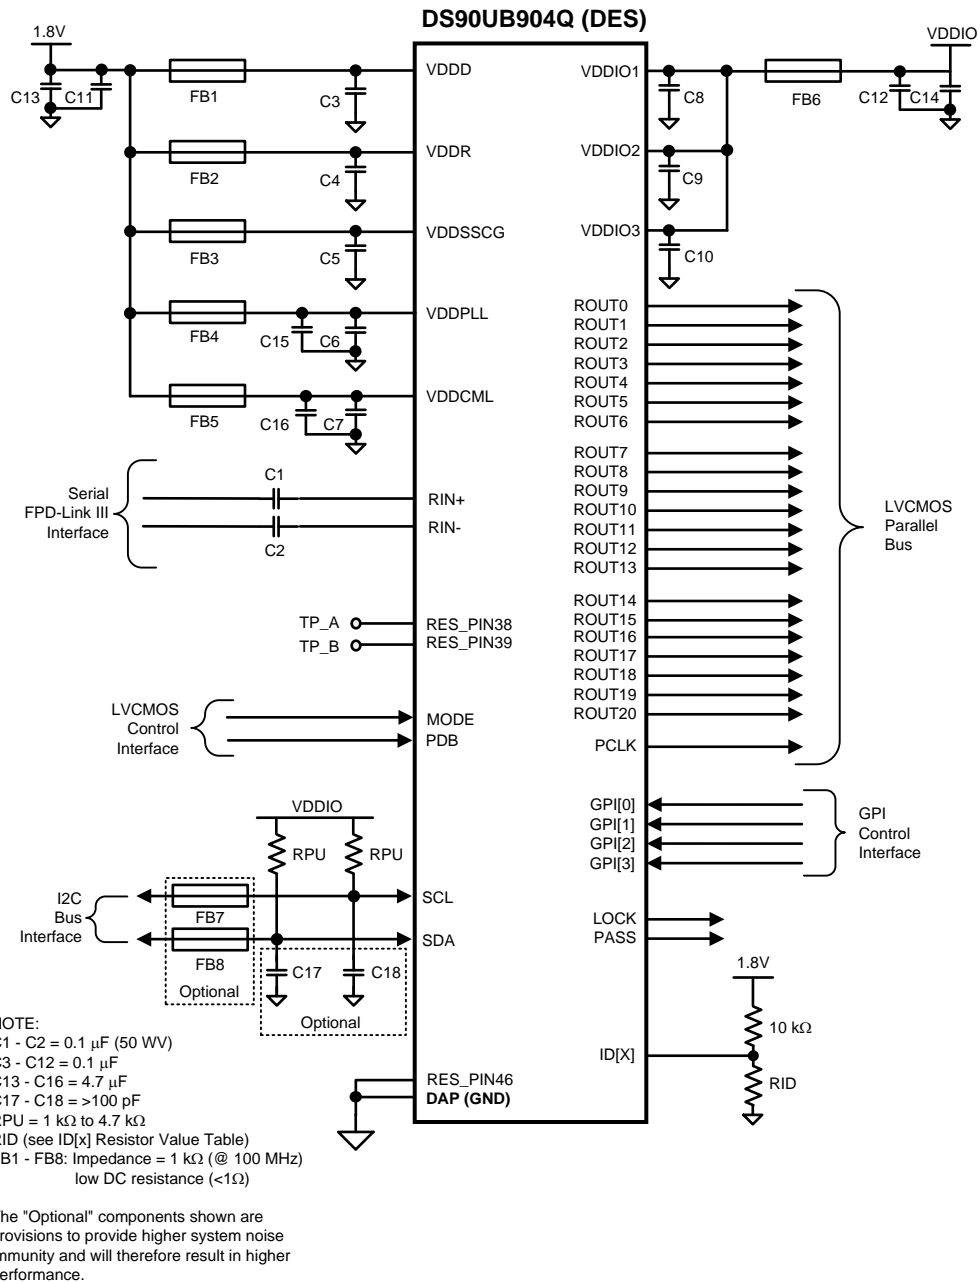 DS90UB904Q (DES)
1.8V
VDDIO
C13
C11
FB1
C3
VDDD
VDDIO1
C8
FB6
C12
C14
FB2
C4
VDDR
VDDIO2
C9
FB3
C5
VDDSSCG
VDDIO3
C10
FB4
C15
C6
VDDPLL
FB5
C16
C7
VDDCML
ROUT0
ROUT1
ROUT2
ROUT3
ROUT4
ROUT5
ROUT6
ROUT7
ROUT8
ROUT9
ROUT10
ROUT11
ROUT12
ROUT13
ROUT14
ROUT15
ROUT16
ROUT17
ROUT18
ROUT19
ROUT20
PCLK
LVCMOS
Parallel
Bus
Serial
FPD-Link III
Interface
C1
C2
RIN+
RIN-
TP_A
TP_B
RES_PIN38
RES_PIN39
LVCMOS
Control
Interface
MODE
PDB
GPI[0]
GPI[1]
GPI[2]
GPI[3]
GPI
Control
Interface
VDDIO
RPU
RPU
I2C
Bus
Interface
FB7
FB8
Optional
SCL
SDA
C17
C18
Optional
LOCK
PASS
1.8V
10 kΩ
ID[X]
RID
RES_PIN46
DAP (GND)
NOTE:
C1 - C2 = 0.1 μF (50 WV)
C3 - C12 = 0.1 μF
C13 - C16 = 4.7 μF
C17 - C18 = >100 pF
RPU = 1 kΩ to 4.7 kΩ
RID (see ID[x] Resistor Value Table)
FB1 - FB8: Impedance = 1 kΩ (@ 100 MHz)
low DC resistance (<1Ω)
The "Optional" components shown are
provisions to provide higher system noise
immunity and will therefore result in higher
performance.